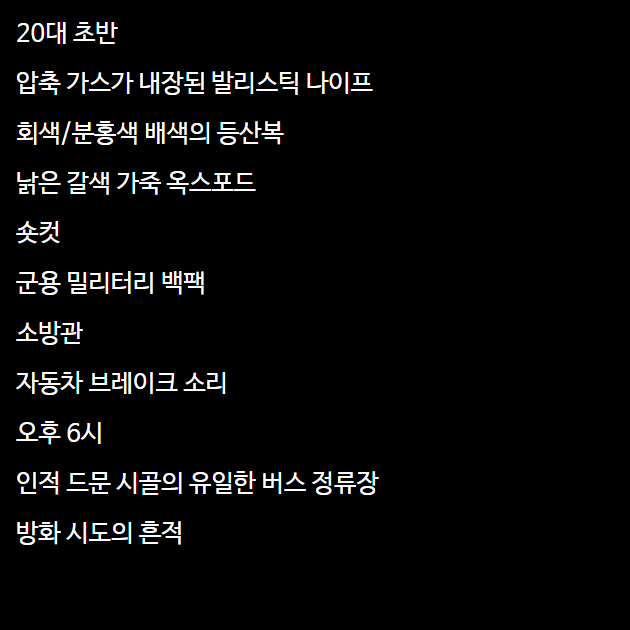 20대 초반
압축 가스가 내장된 발리스틱 나이프
회색/분홍색 배색의 등산복
낡은 갈색 가죽 옥스포드
숏컷
군용 밀리터리 백팩
소방관
자동차 브레이크 소리
오후 6시
인적 드문 시골의 유일한 버스 정류장
방화 시도의 흔적